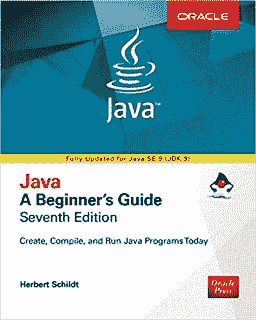 ORACLE
Java™
Fully Updated for Java SE 9 (JDK 9)
Java
A Beginner's Guide
Seventh Edition
Create, Compile, and Run Java Programs Today
Herbert Schildt
Oracle
Press